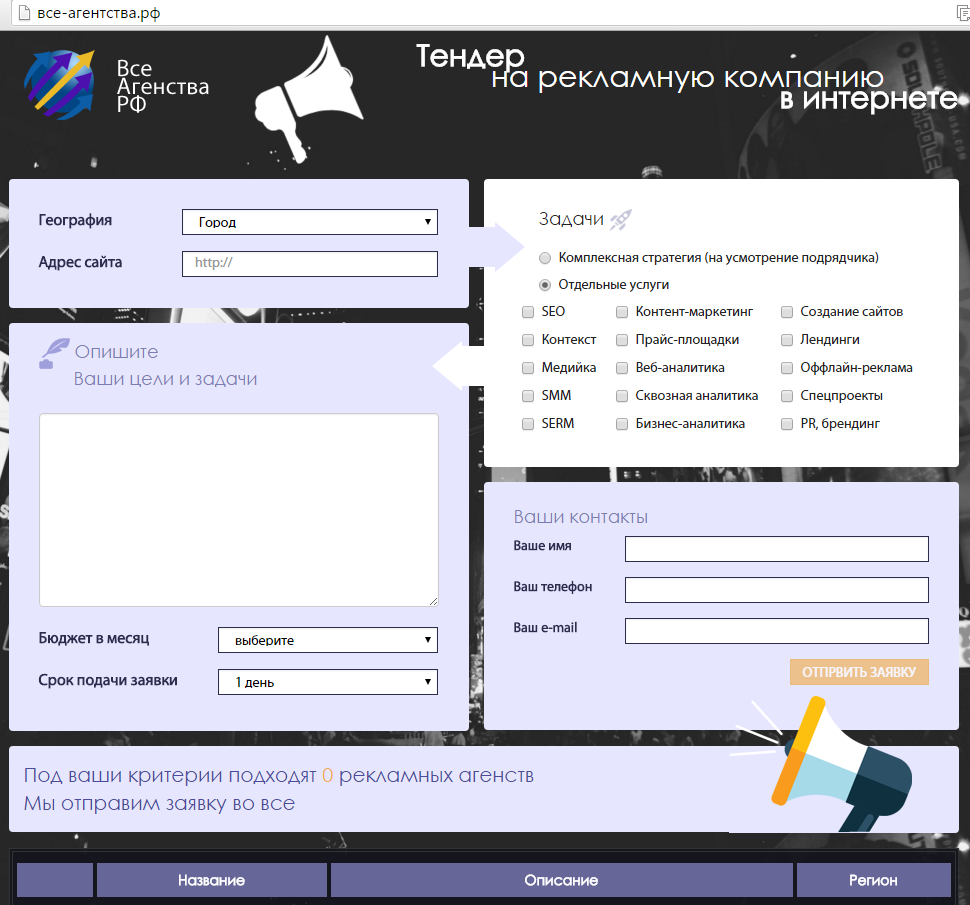 все-агентства.рф
Все
Агенства
РФ
Тендер
на рекламную компанию
в интернете
География
Город
Адрес сайта
http://
Задачи
Комплексная стратегия (на усмотрение подрядчика)
Отдельные услуги
SEO Контент-маркетинг Создание сайтов
Контекст Прайс-площадки Лендинги
Медийка Веб-аналитика Оффлайн-реклама
SMM Сквозная аналитика Спецпроекты
SERM Бизнес-аналитика PR, брендинг
Опишите
Ваши цели и задачи
Бюджет в месяц
выберите
Срок подачи заявки
1 день
Ваши контакты
Ваше имя
Ваш телефон
Ваш e-mail
ОТПРВИТЬ ЗАЯВКУ
Под ваши критерии подходят 0 рекламных агенств
Мы отправим заявку во все
Название Описание Регион